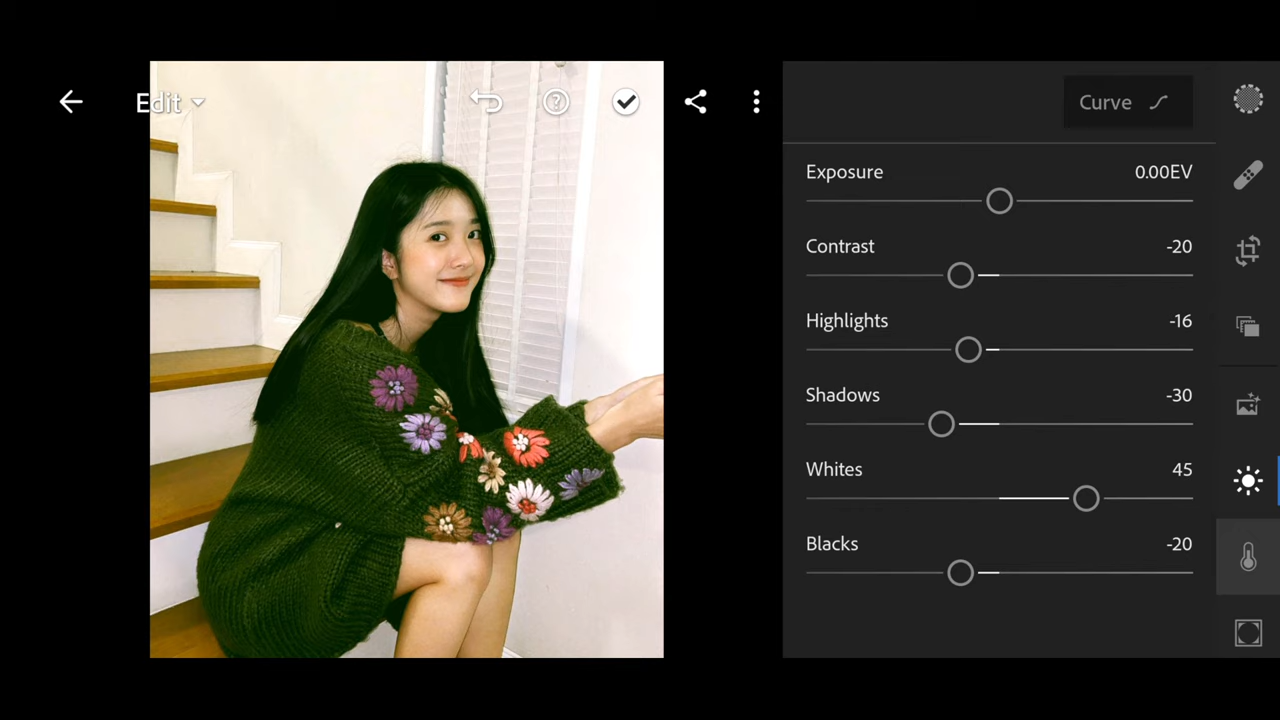 Edit
Curve
Exposure 0.00EV
Contrast -20
Highlights -16
Shadows -30
Whites 45
Blacks -20